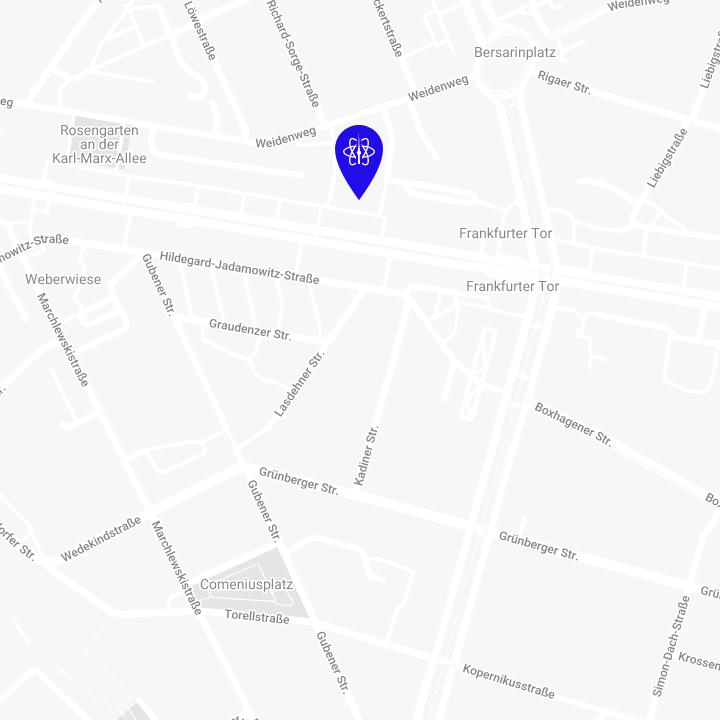 Weidenweg
Löwestraße
Richard-Sorge-Straße
Bersarinplatz
Rigaer Str.
Weidenweg
Weidenweg
Rosengarten
an der
Karl-Marx-Allee
Liebigstraße
Frankfurter Tor
Hildegard-Jadamowitz-Straße
Weberwiese
Gubener Str.
Frankfurter Tor
Marchlewskistraße
Graudenzer Str.
Lasdehner Str.
Boxhagener Str.
Kadiner Str.
Grünberger Str.
Gubener Str.
Wedekindstraße
Marchlewskistraße
Grünberger Str.
Comeniusplatz
Torellstraße
Simon-Dach-Straße
Gubener Str.
Kopernikusstraße